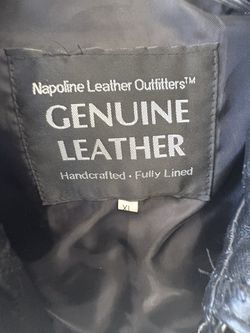 Napoline Leather Outfitters™
GENUINE
LEATHER
Handcrafted · Fully Lined
XL